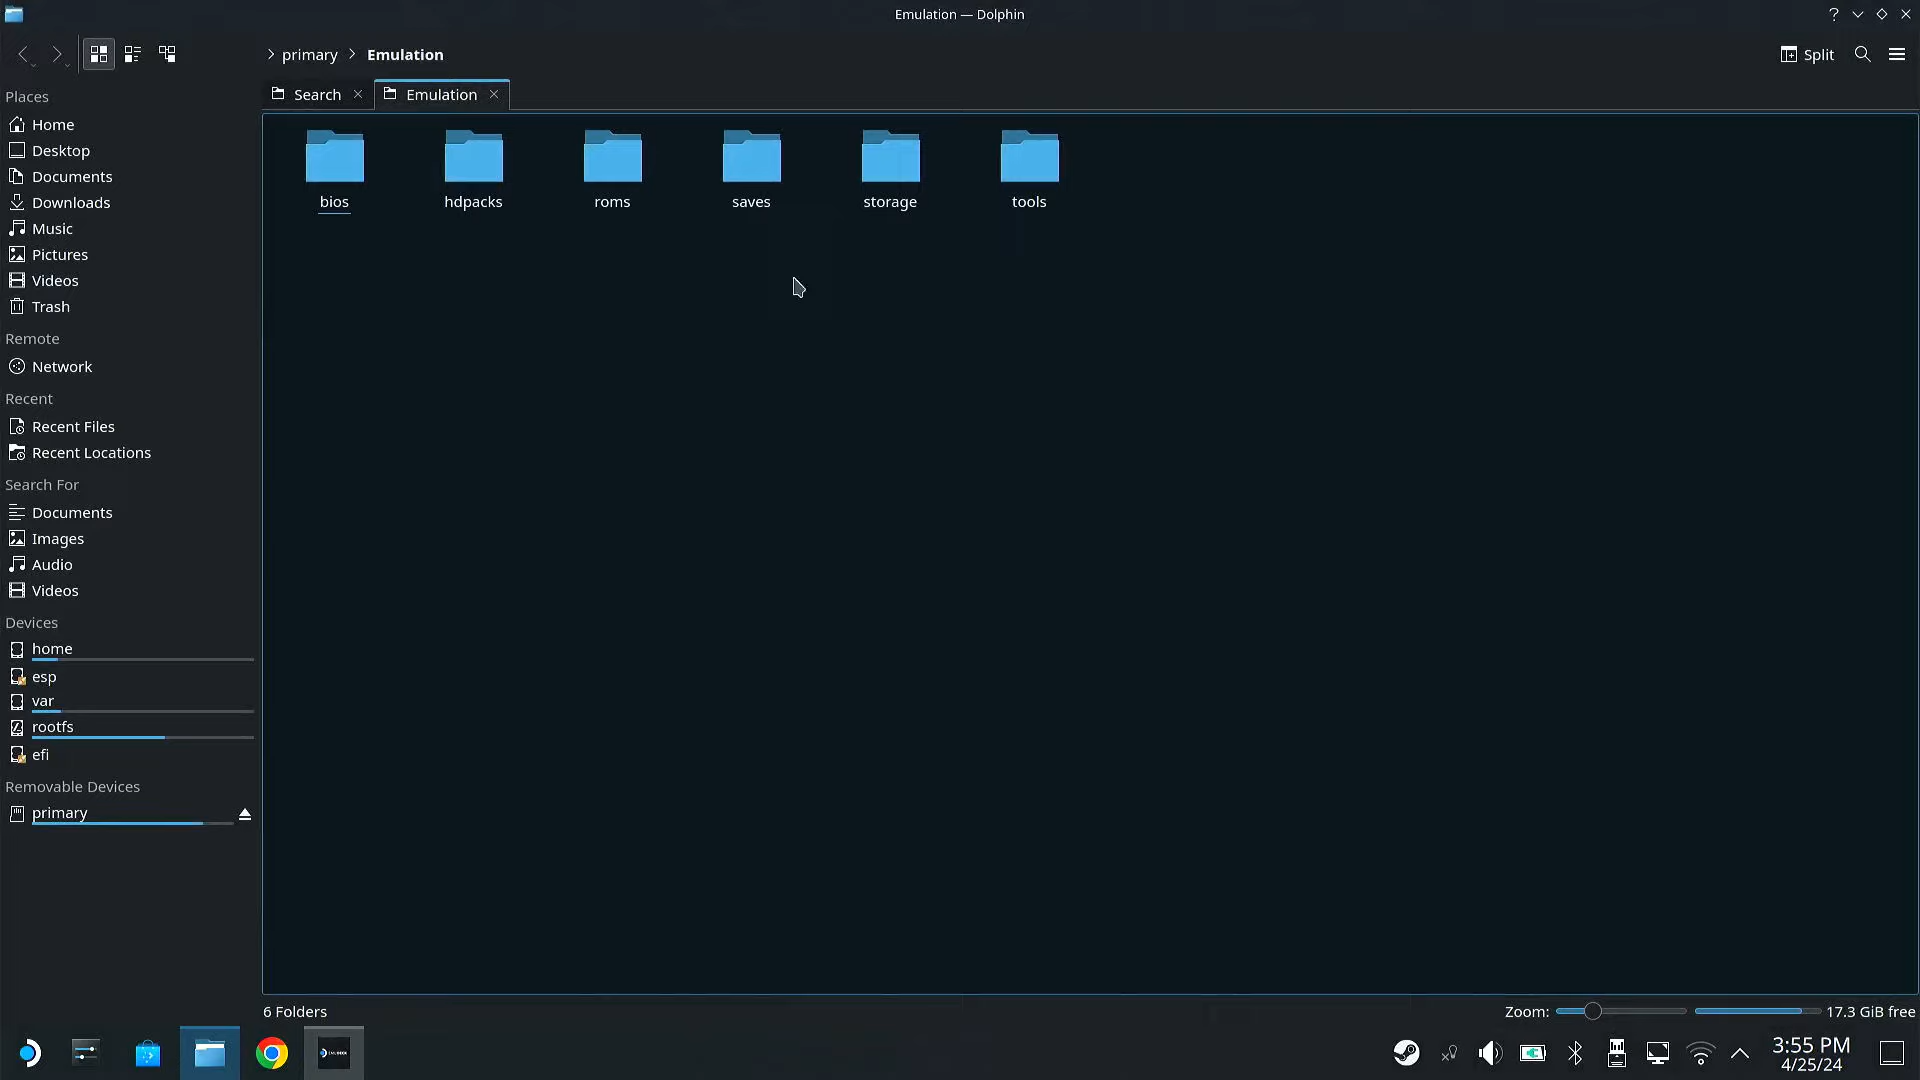 Emulation — Dolphin
primary
Emulation
Split
Search
Emulation
Places
Home
Desktop
Documents
Downloads
Music
Pictures
Videos
Trash
Remote
Network
Recent
Recent Files
Recent Locations
Search For
Documents
Images
Audio
Videos
Devices
home
esp
var
rootfs
efi
Removable Devices
primary
bios
hdpacks
roms
saves
storage
tools
6 Folders
Zoom:
17.3 GiB free
3:55 PM
4/25/24